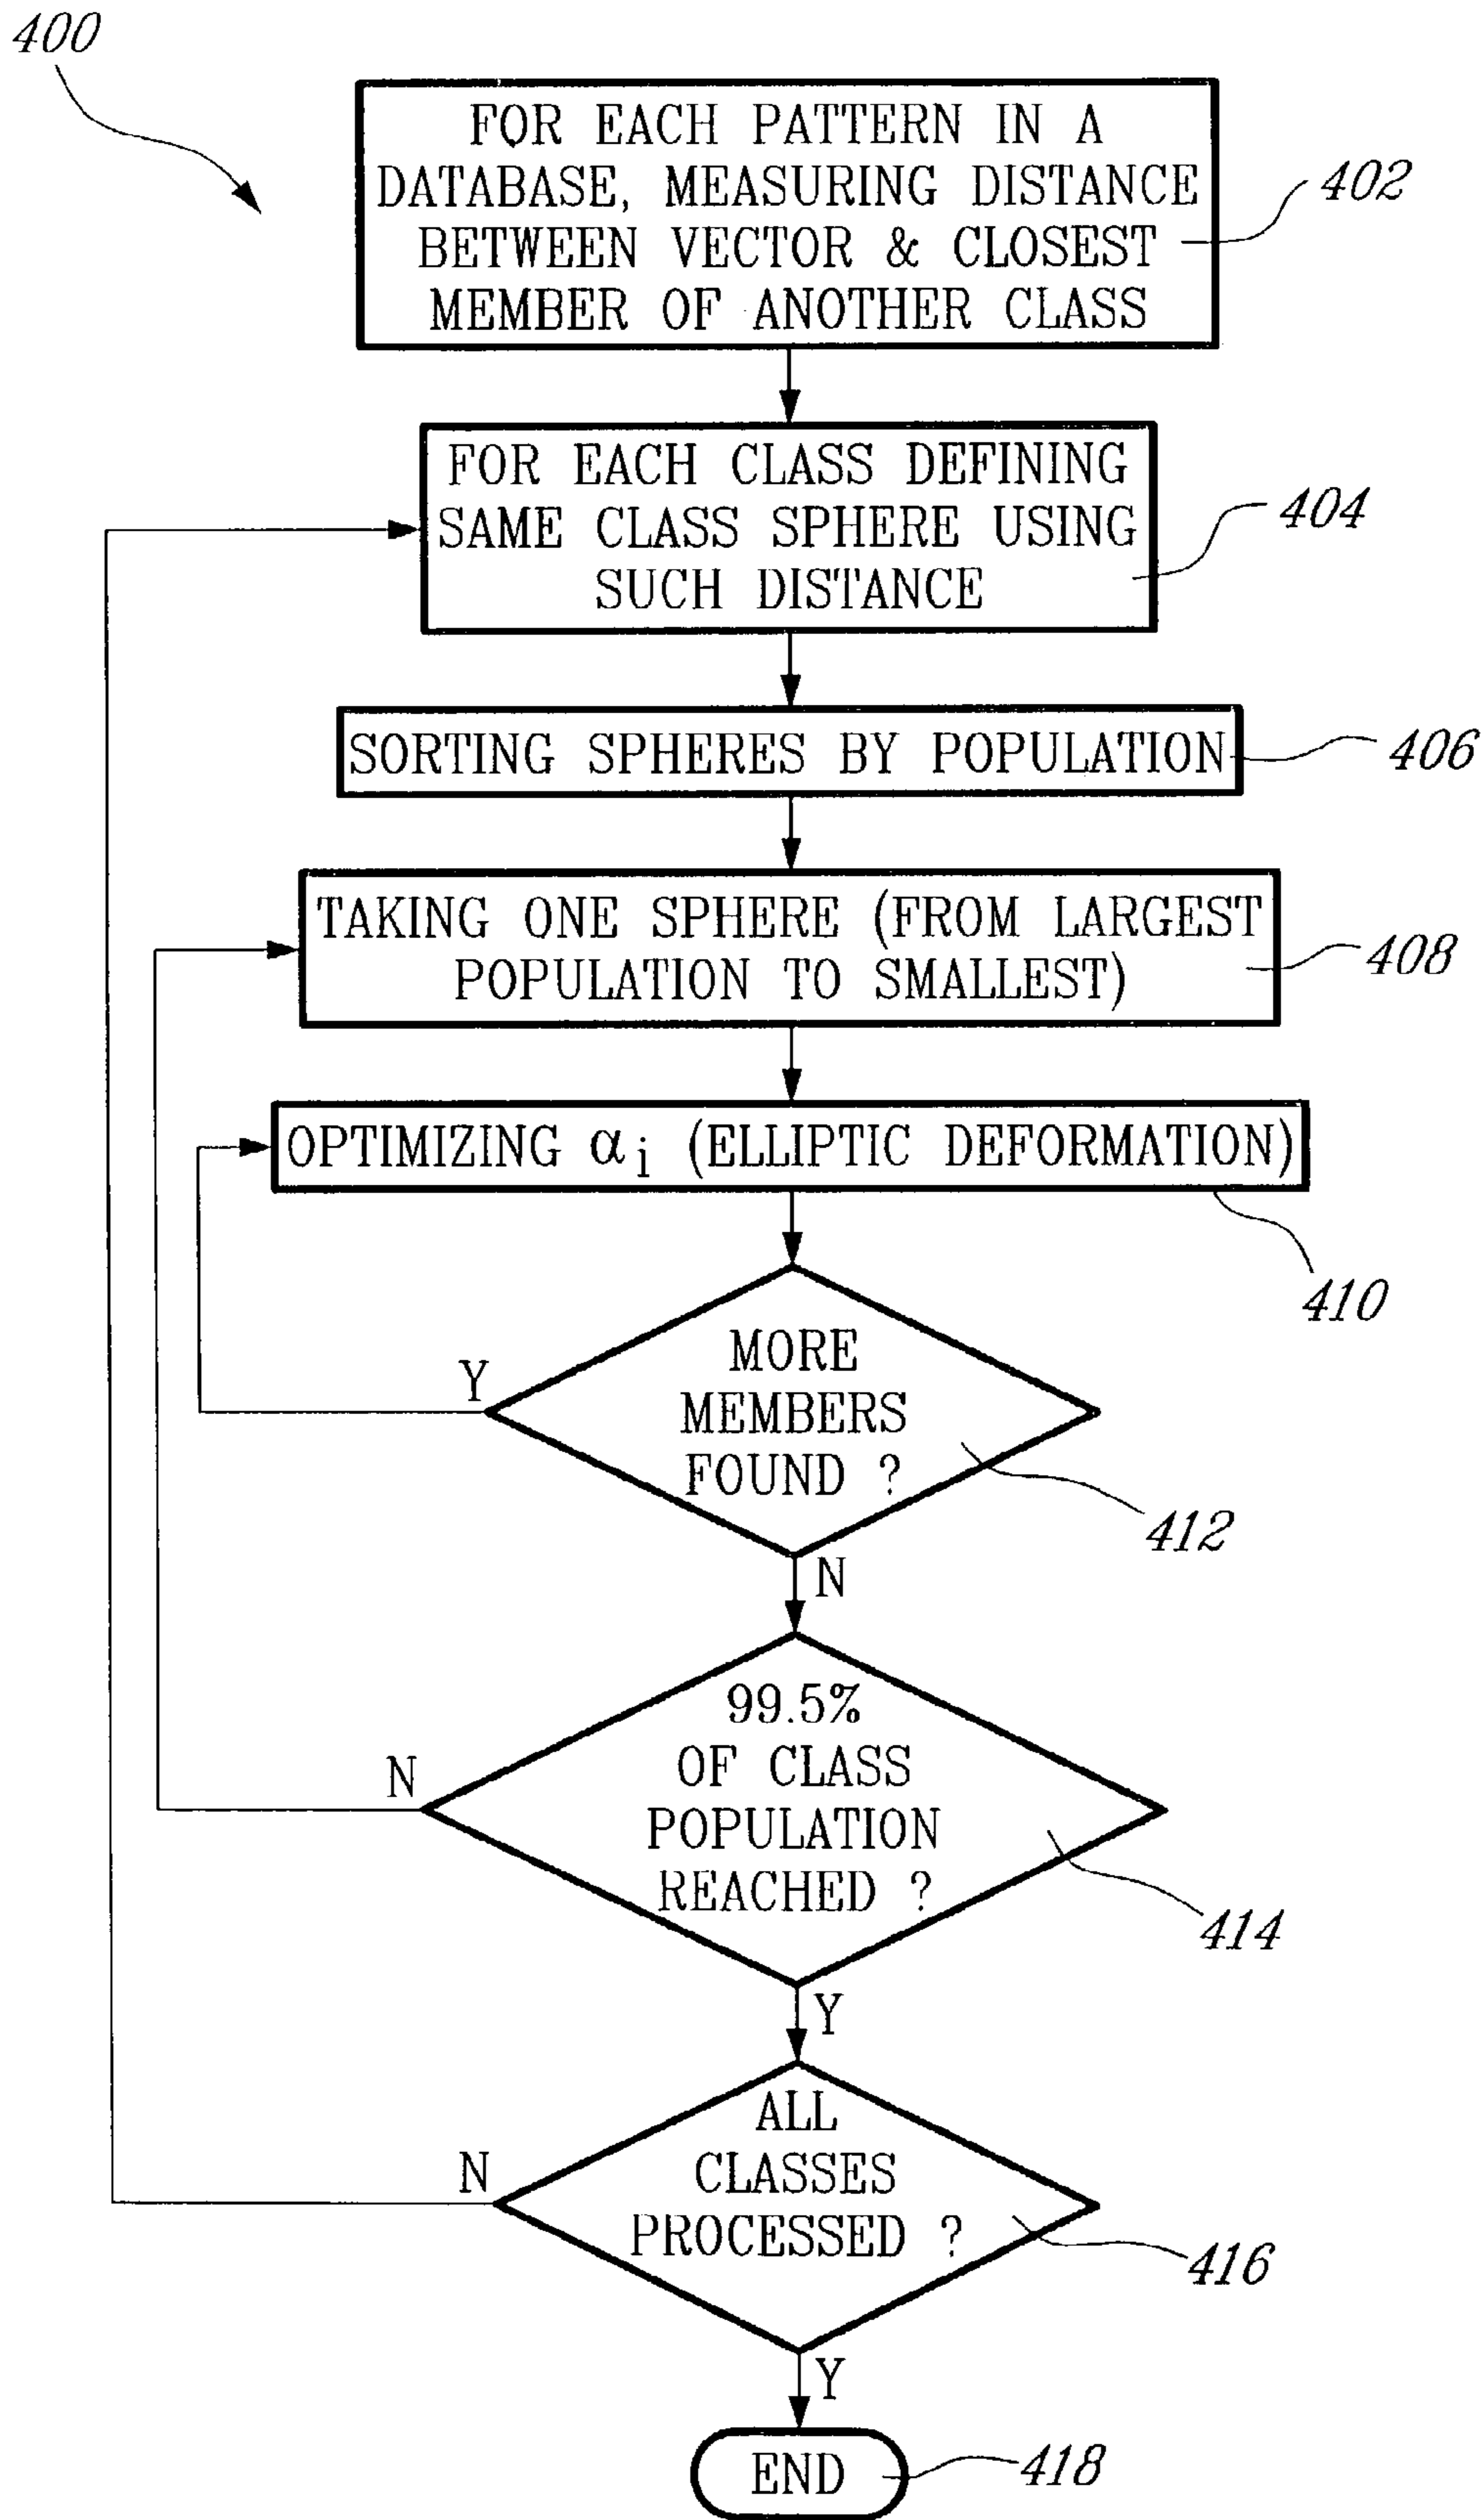 400
FOR EACH PATTERN IN A
DATABASE, MEASURING DISTANCE
BETWEEN VECTOR & CLOSEST
MEMBER OF ANOTHER CLASS
402
FOR EACH CLASS DEFINING
SAME CLASS SPHERE USING
SUCH DISTANCE
404
SORTING SPHERES BY POPULATION
406
TAKING ONE SPHERE (FROM LARGEST
POPULATION TO SMALLEST)
408
OPTIMIZING αi (ELLIPTIC DEFORMATION)
410
MORE
MEMBERS
FOUND ?
Y
412
N
99.5%
OF CLASS
POPULATION
REACHED ?
N
414
Y
ALL
CLASSES
PROCESSED ?
N
416
Y
END
418